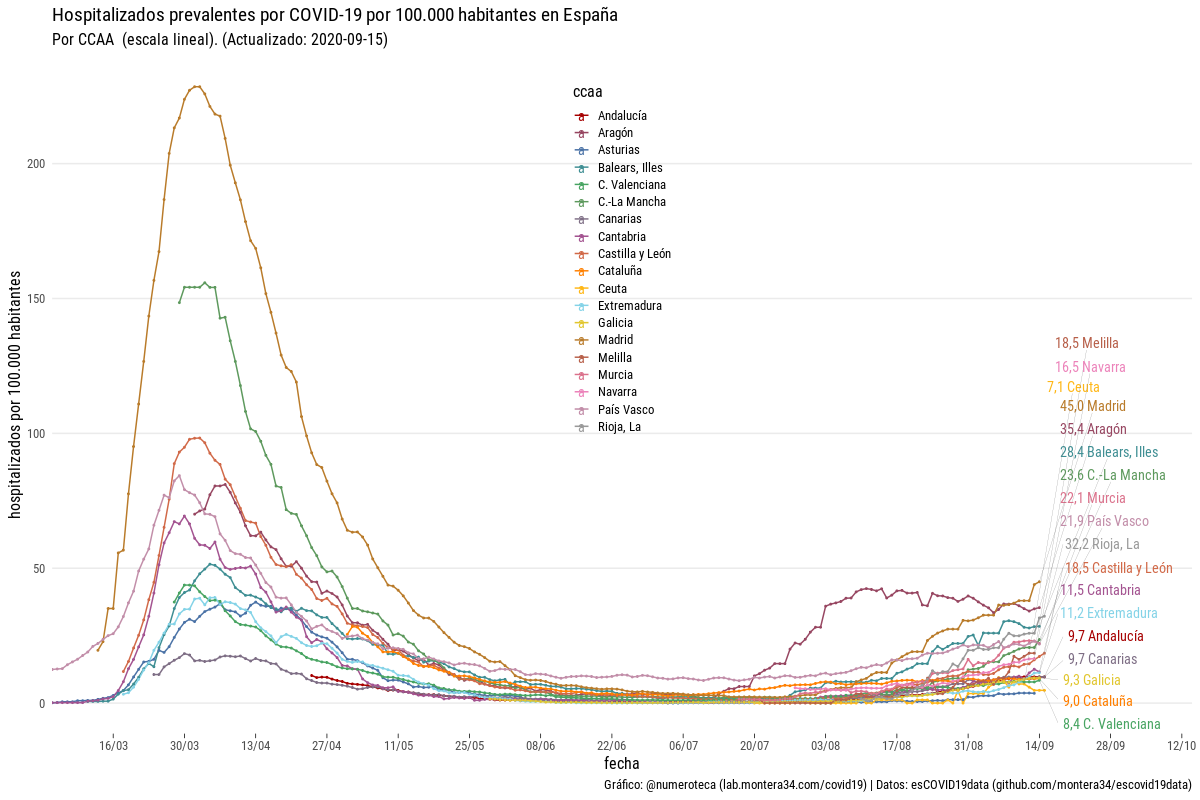 Hospitalizados prevalentes por COVID-19 por 100.000 habitantes en España
Por CCAA  (escala lineal). (Actualizado: 2020-09-15)
hospitalizados por 100.000 habitantes
200
150
100
50
0
ccaa
Andalucía
Aragón
Asturias
Balears, Illes
C. Valenciana
C.-La Mancha
Canarias
Cantabria
Castilla y León
Cataluña
Ceuta
Extremadura
Galicia
Madrid
Melilla
Murcia
Navarra
País Vasco
Rioja, La
18,5 Melilla
16,5 Navarra
7,1 Ceuta
45,0 Madrid
35,4 Aragón
28,4 Balears, Illes
23,6 C.-La Mancha
22,1 Murcia
21,9 País Vasco
32,2 Rioja, La
18,5 Castilla y León
11,5 Cantabria
11,2 Extremadura
9,7 Andalucía
9,7 Canarias
9,3 Galicia
9,0 Cataluña
8,4 C. Valenciana
16/03 30/03 13/04 27/04 11/05 25/05 08/06 22/06 06/07 20/07 03/08 17/08 31/08 14/09 28/09 12/10
fecha
Gráfico: @numeroteca (lab.montera34.com/covid19) | Datos: esCOVID19data (github.com/montera34/escovid19data)